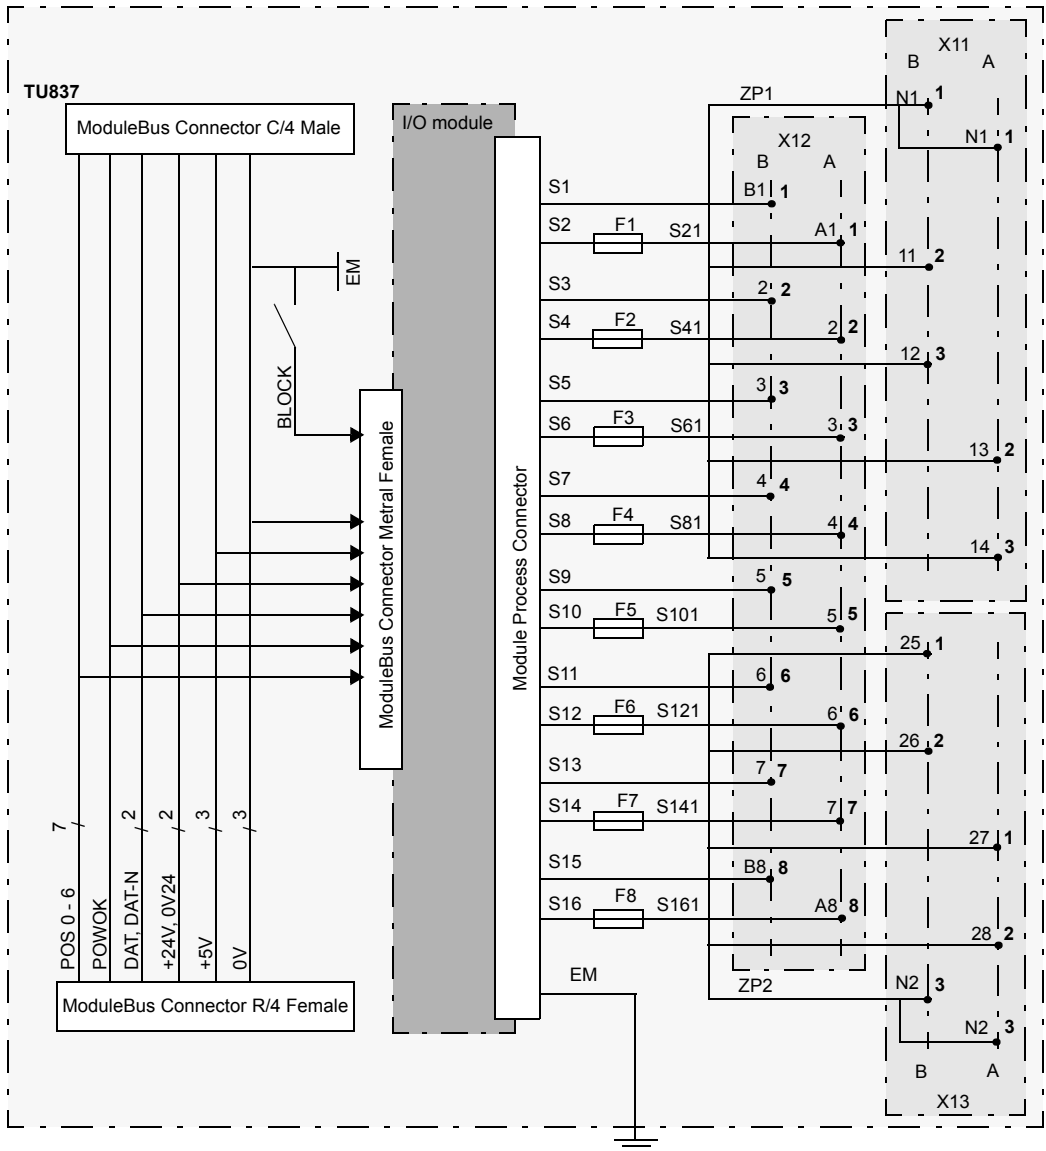 TU837
ModuleBus Connector C/4 Male
I/O module
ZP1
X11
B A
N1 1
N1 1
X12
B A
S1 B1 1
S2 F1 S21 A1 1
11 2
S3 2 2
S4 F2 S41 2 2
12 3
S5 3 3
S6 F3 S61 3 3
13 2
S7 4 4
S8 F4 S81 4 4
14 3
S9 5 5
S10 F5 S101 5 5
25 1
S11 6 6
S12 F6 S121 6 6
26 2
S13 7 7
S14 F7 S141 7 7
27 1
S15 B8 8
S16 F8 S161 A8 8
28 2
EM
ZP2
N2 3
N2 3
B A
X13
EM
BLOCK
ModuleBus Connector Metral Female
Module Process Connector
7 2 2 3 3
POS 0 - 6
POWOK
DAT, DAT-N
+24V, 0V24
+5V
0V
ModuleBus Connector R/4 Female